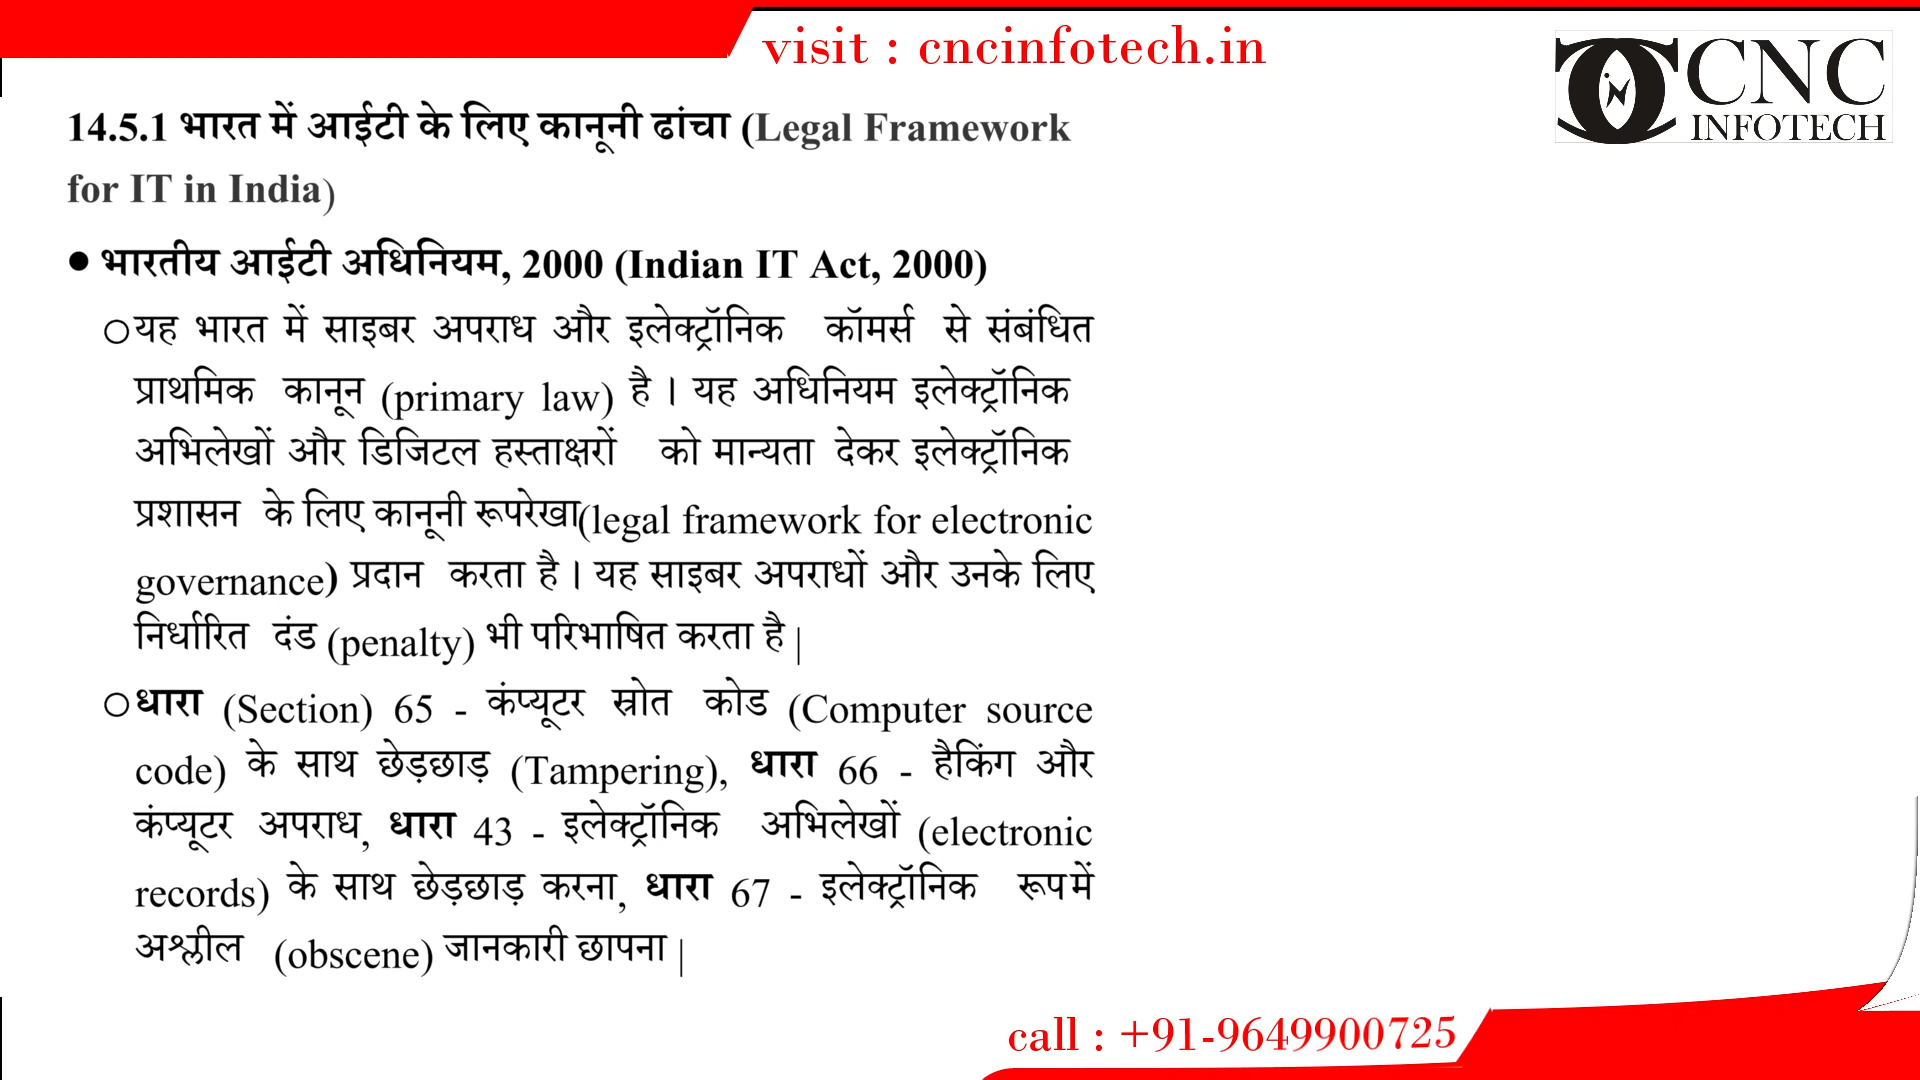 visit : cncinfotech.in
CNC
INFOTECH
14.5.1 भारत में आईटी के लिए कानूनी ढांचा (Legal Framework
for IT in India)
● भारतीय आईटी अधिनियम, 2000 (Indian IT Act, 2000)
○यह भारत में साइबर अपराध और इलेक्ट्रॉनिक कॉमर्स से संबंधित
प्राथमिक कानून (primary law) है । यह अधिनियम इलेक्ट्रॉनिक
अभिलेखों और डिजिटल हस्ताक्षरों को मान्यता देकर इलेक्ट्रॉनिक
प्रशासन के लिए कानूनी रूपरेखा(legal framework for electronic
governance) प्रदान करता है । यह साइबर अपराधों और उनके लिए
निर्धारित दंड (penalty) भी परिभाषित करता है |
○धारा (Section) 65 - कंप्यूटर स्रोत कोड (Computer source
code) के साथ छेड़छाड़ (Tampering), धारा 66 - हैकिंग और
कंप्यूटर अपराध, धारा 43 - इलेक्ट्रॉनिक अभिलेखों (electronic
records) के साथ छेड़छाड़ करना, धारा 67 - इलेक्ट्रॉनिक रूपमें
अश्लील (obscene) जानकारी छापना |
call : +91-9649900725